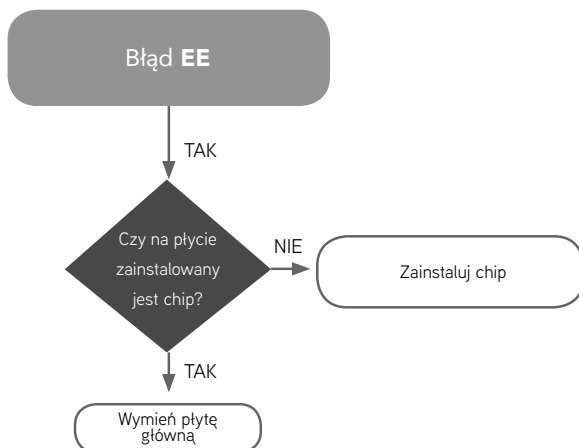 Błąd EE
TAK
Czy na płycie
zainstalowany
jest chip?
NIE
Zainstaluj chip
TAK
Wymień płytę
główną